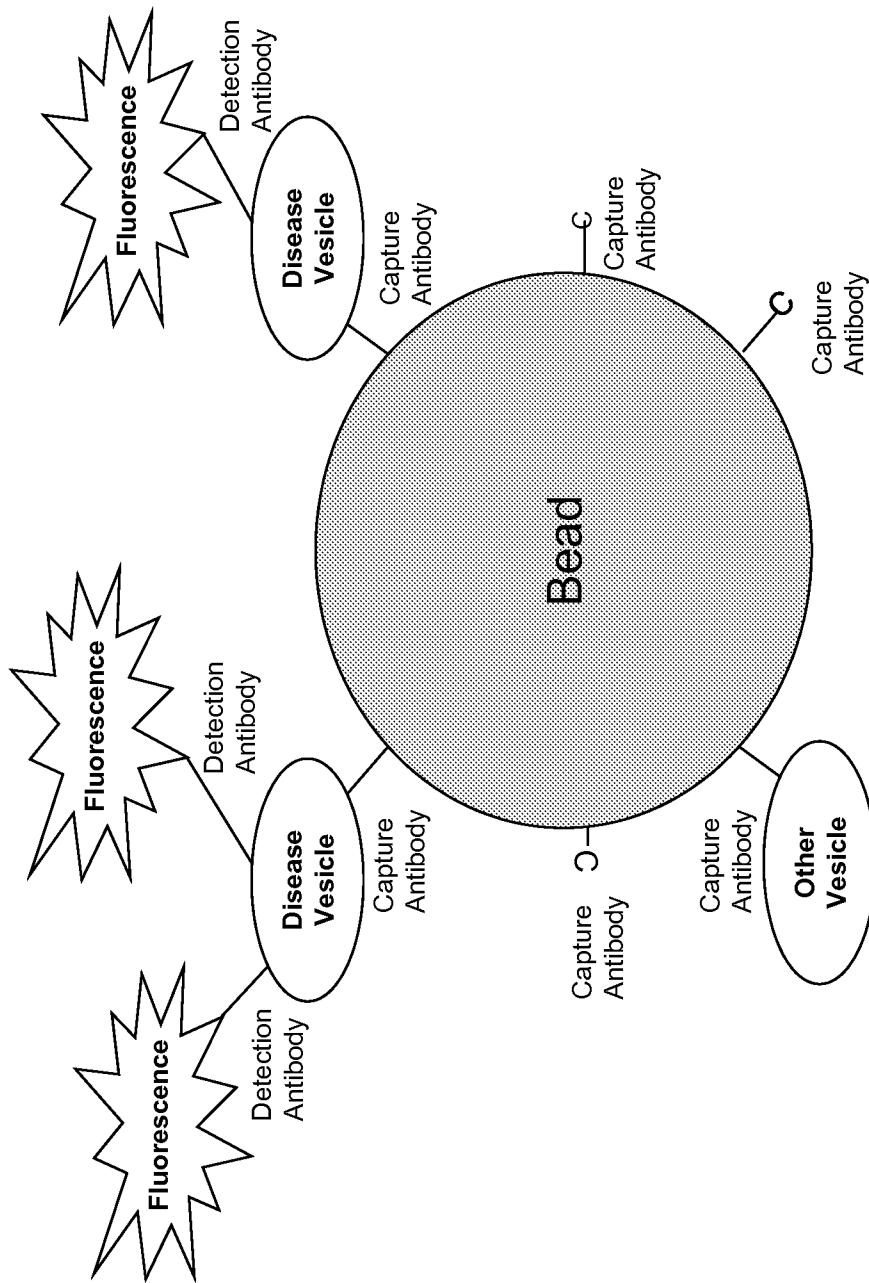 Fluorescence
Fluorescence
Fluorescence
Detection
Antibody
Detection
Antibody
Detection
Antibody
Disease
Vesicle
Disease
Vesicle
Capture
Antibody
Capture
Antibody
Bead
C
C
Capture
Antibody
Capture
Antibody
Capture
Antibody
C
Other
Vesicle
Capture
Antibody